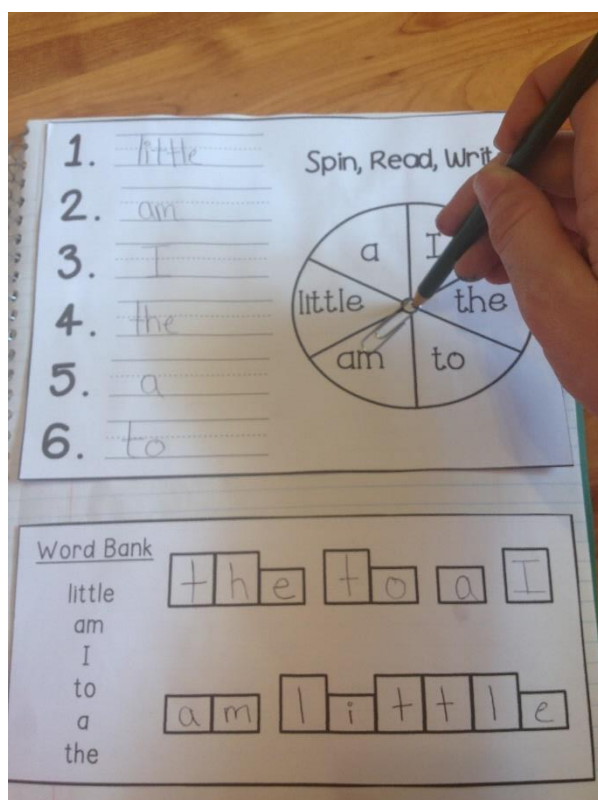 1. little
2. am
3. I
4. the
5. a
6. to
Spin, Read, Writ
a
I
little
the
am
to
Word Bank
little
am
I
to
a
the
the to a I
am little